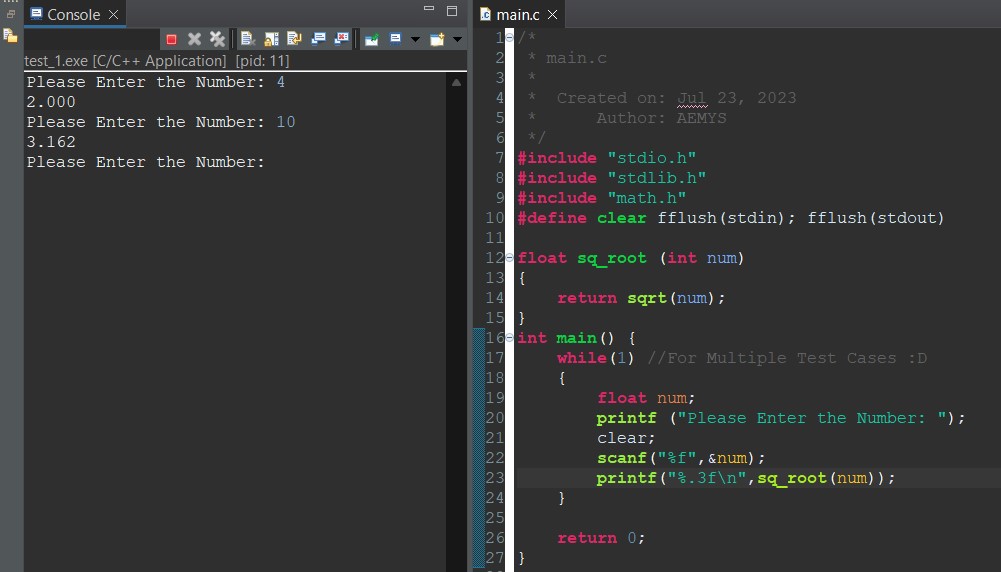 Console
test_1.exe [C/C++ Application] [pid: 11]
Please Enter the Number: 4
2.000
Please Enter the Number: 10
3.162
Please Enter the Number:
main.c
1 /*
2 * main.c
3 *
4 * Created on: Jul 23, 2023
5 * Author: AEMYS
6 */
7 #include "stdio.h"
8 #include "stdlib.h"
9 #include "math.h"
10 #define clear fflush(stdin); fflush(stdout)
11
12 float sq_root (int num)
13 {
14 return sqrt(num);
15 }
16 int main() {
17 while(1) //For Multiple Test Cases :D
18 {
19 float num;
20 printf ("Please Enter the Number: ");
21 clear;
22 scanf("%f",&num);
23 printf("%.3f\n",sq_root(num));
24 }
25
26 return 0;
27 }